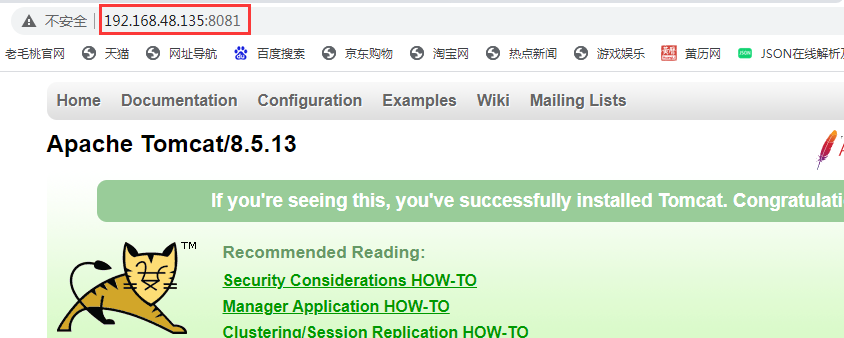 不安全 192.168.48.135:8081
老毛桃官网 天猫 网址导航 百度搜索 京东购物 淘宝网 热点新闻 游戏娱乐 黄历网 JSON在线解析
Home Documentation Configuration Examples Wiki Mailing Lists
Apache Tomcat/8.5.13
If you're seeing this, you've successfully installed Tomcat. Congratulati
TM
Recommended Reading:
Security Considerations HOW-TO
Manager Application HOW-TO
Clustering/Session Replication HOW-TO